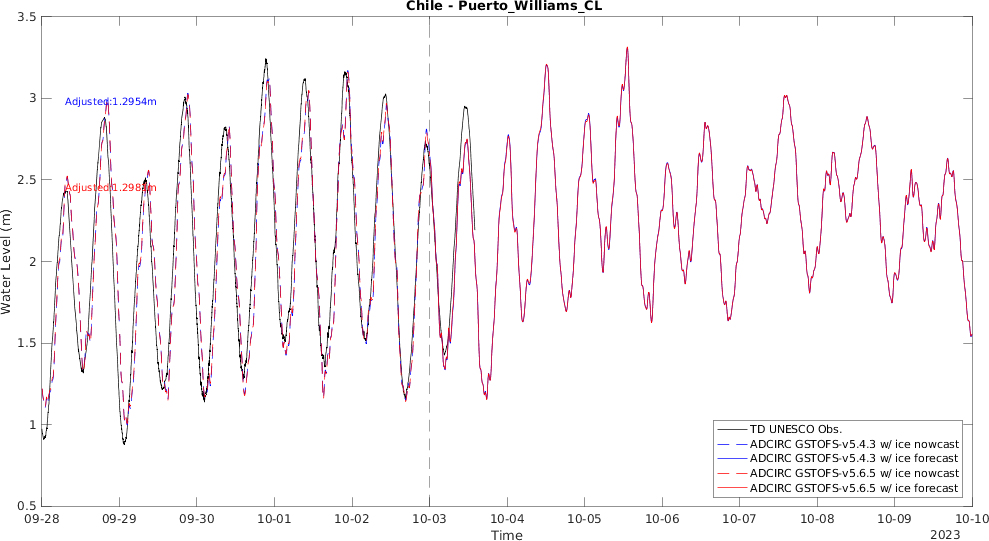 Chile - Puerto_Williams_CL
3.5
3
2.5
2
1.5
1
0.5
Water Level (m)
Adjusted:1.2954m
Adjusted:1.2984m
TD UNESCO Obs.
ADCIRC GSTOFS-v5.4.3 w/ ice nowcast
ADCIRC GSTOFS-v5.4.3 w/ ice forecast
ADCIRC GSTOFS-v5.6.5 w/ ice nowcast
ADCIRC GSTOFS-v5.6.5 w/ ice forecast
09-28 09-29 09-30 10-01 10-02 10-03 10-04 10-05 10-06 10-07 10-08 10-09 10-10
Time
2023